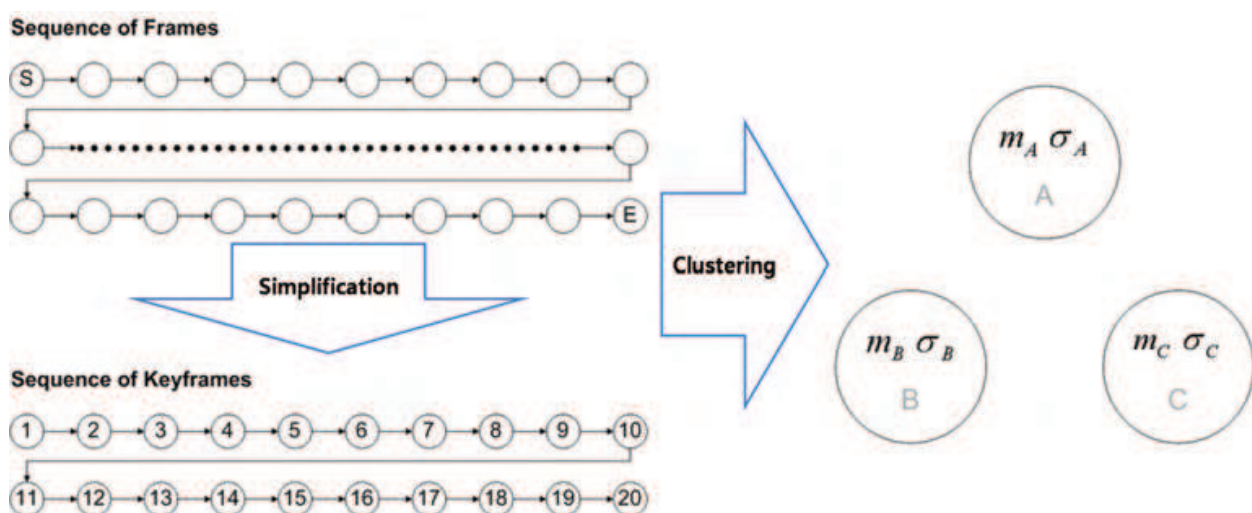 Sequence of Frames
S
E
Simplification
Clustering
m_A σ_A
A
m_B σ_B
B
m_C σ_C
C
Sequence of Keyframes
1 2 3 4 5 6 7 8 9 10
11 12 13 14 15 16 17 18 19 20